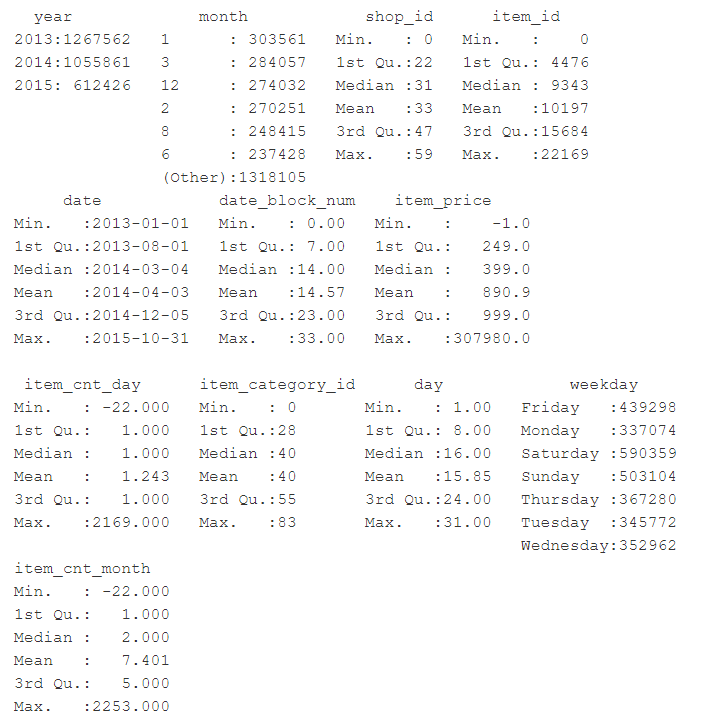 year              month             shop_id      item_id
2013:1267562   1      : 303561   Min.   : 0   Min.   :    0
2014:1055861   3      : 284057   1st Qu.:22   1st Qu.: 4476
2015: 612426   12     : 274032   Median :31   Median : 9343
               2      : 270251   Mean   :33   Mean   :10197
               8      : 248415   3rd Qu.:47   3rd Qu.:15684
               6      : 237428   Max.   :59   Max.   :22169
               (Other):1318105
     date             date_block_num    item_price
Min.   :2013-01-01   Min.   : 0.00   Min.   :    -1.0
1st Qu.:2013-08-01   1st Qu.: 7.00   1st Qu.:   249.0
Median :2014-03-04   Median :14.00   Median :   399.0
Mean   :2014-04-03   Mean   :14.57   Mean   :   890.9
3rd Qu.:2014-12-05   3rd Qu.:23.00   3rd Qu.:   999.0
Max.   :2015-10-31   Max.   :33.00   Max.   :307980.0
 item_cnt_day      item_category_id      day              weekday
Min.   : -22.000   Min.   : 0       Min.   : 1.00   Friday   :439298
1st Qu.:   1.000   1st Qu.:28       1st Qu.: 8.00   Monday   :337074
Median :   1.000   Median :40       Median :16.00   Saturday :590359
Mean   :   1.243   Mean   :40       Mean   :15.85   Sunday   :503104
3rd Qu.:   1.000   3rd Qu.:55       3rd Qu.:24.00   Thursday :367280
Max.   :2169.000   Max.   :83       Max.   :31.00   Tuesday  :345772
                                                    Wednesday:352962
item_cnt_month
Min.   : -22.000
1st Qu.:   1.000
Median :   2.000
Mean   :   7.401
3rd Qu.:   5.000
Max.   :2253.000